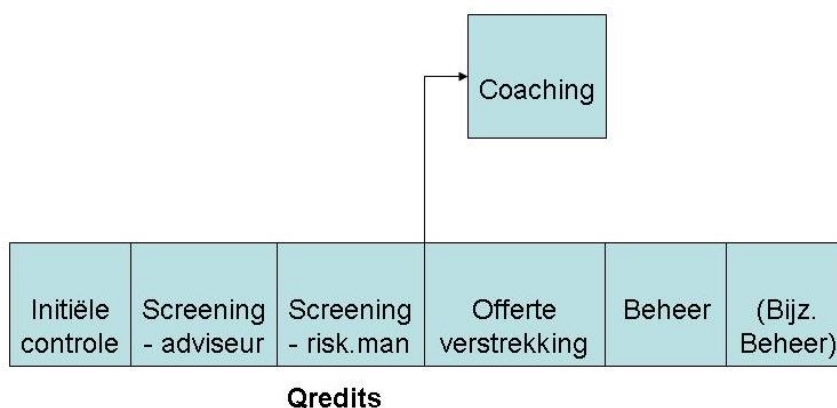 Coaching
Initiële
controle
Screening
- adviseur
Screening
- risk.man
Offerte
verstrekking
Beheer
(Bijz.
Beheer)
Qredits